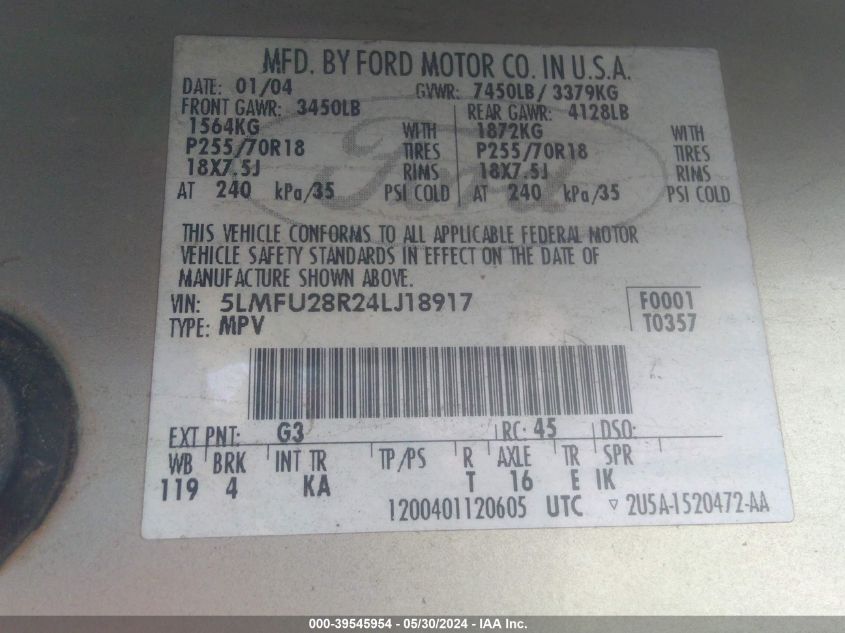 MFD. BY FORD MOTOR CO. IN U.S.A.
DATE: 01/04 GVWR: 7450LB/ 3379KG
FRONT GAWR: 3450LB REAR GAWR: 4128LB
1564KG WITH 1872KG WITH
P255/70R18 TIRES P255/70R18 TIRES
18X7.5J RIMS 18X7.5J RIMS
AT 240 kPa/35 PSI COLD AT 240 kPa/35 PSI COLD
THIS VEHICLE CONFORMS TO ALL APPLICABLE FEDERAL MOTOR
VEHICLE SAFETY STANDARDS IN EFFECT ON THE DATE OF
MANUFACTURE SHOWN ABOVE.
VIN: 5LMFU28R24LJ18917 F0001
TYPE: MPV T0357
Ford
EXT PNT: G3 RC: 45 DSO:
WB BRK INT TR TP/PS R AXLE TR SPR
119 4 KA T 16 E IK
1200401120605 UTC ▽ 2U5A-1520472-AA
000-39545954 - 05/30/2024 - IAA Inc.